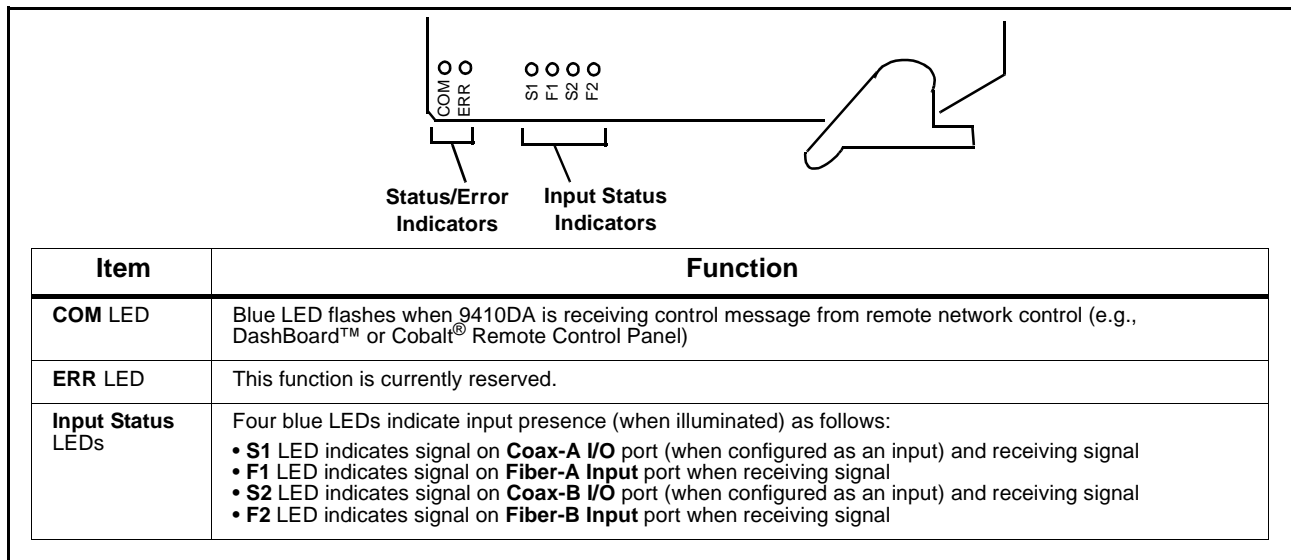 COM
ERR
S1
F1
S2
F2
Status/Error
Indicators
Input Status
Indicators
Item
Function
COM LED
Blue LED flashes when 9410DA is receiving control message from remote network control (e.g.,
DashBoard™ or Cobalt® Remote Control Panel)
ERR LED
This function is currently reserved.
Input Status
LEDs
Four blue LEDs indicate input presence (when illuminated) as follows:
• S1 LED indicates signal on Coax-A I/O port (when configured as an input) and receiving signal
• F1 LED indicates signal on Fiber-A Input port when receiving signal
• S2 LED indicates signal on Coax-B I/O port (when configured as an input) and receiving signal
• F2 LED indicates signal on Fiber-B Input port when receiving signal